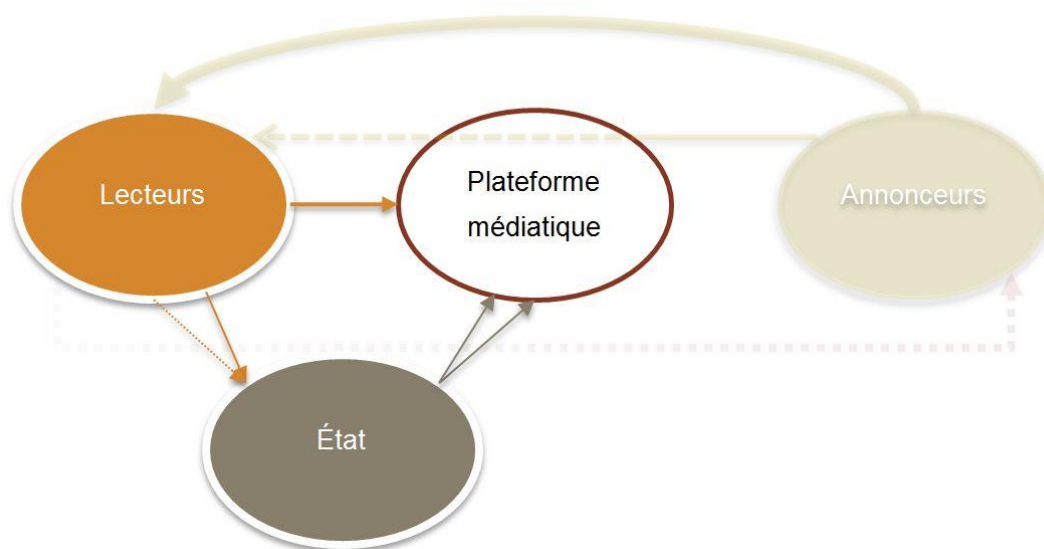 Lecteurs
Plateforme
médiatique
Annonceurs
État